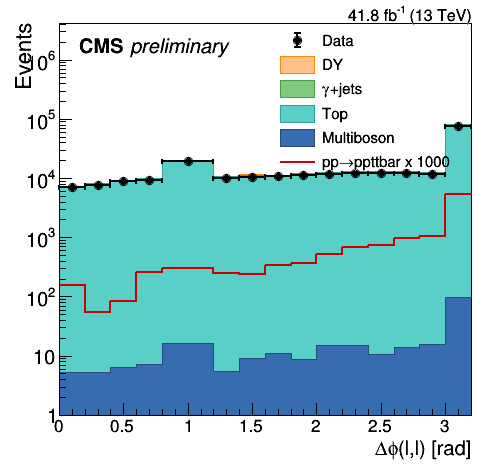 41.8 fb⁻¹ (13 TeV)
CMS preliminary
Events
Data
DY
γ+jets
Top
Multiboson
pp→ppttbar x 1000
10⁶
10⁵
10⁴
10³
10²
10
1
0 0.5 1 1.5 2 2.5 3
Δϕ(l,l) [rad]